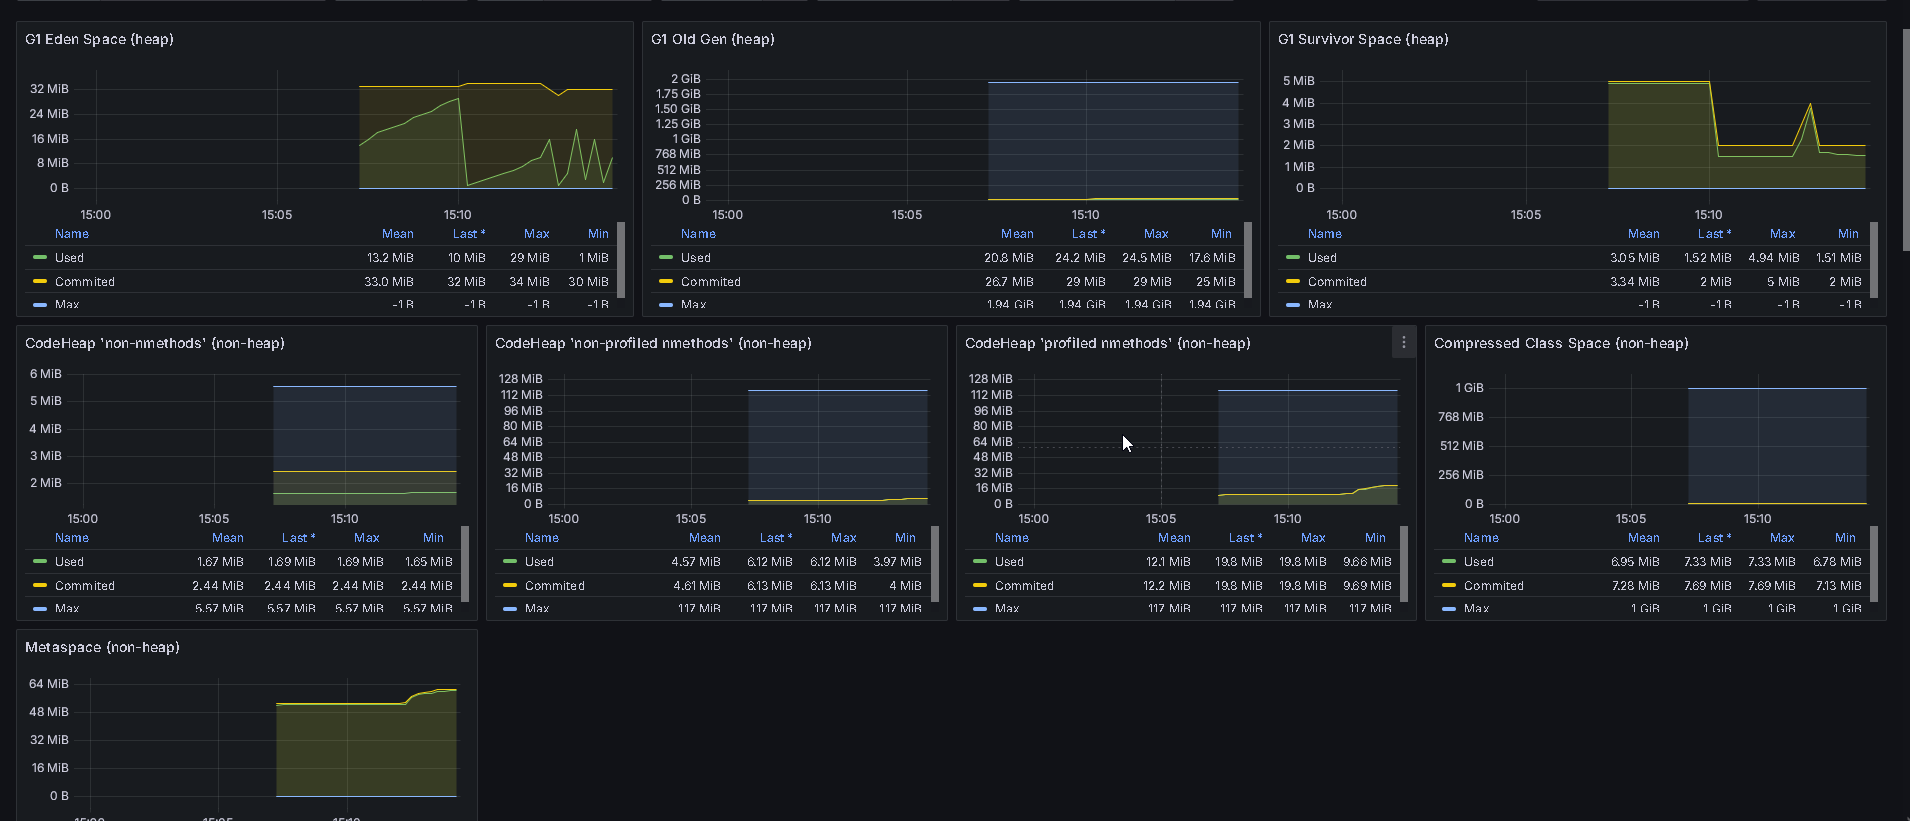 G1 Eden Space (heap)
32 MiB
24 MiB
16 MiB
8 MiB
0 B
15:00 15:05 15:10
Name Mean Last * Max Min
Used 13.2 MiB 10 MiB 29 MiB 1 MiB
Commited 33.0 MiB 32 MiB 34 MiB 30 MiB
Max -1 B -1 B -1 B -1 B
G1 Old Gen (heap)
2 GiB
1.75 GiB
1.50 GiB
1.25 GiB
1 GiB
768 MiB
512 MiB
256 MiB
0 B
15:00 15:05 15:10
Name Mean Last * Max Min
Used 20.8 MiB 24.2 MiB 24.5 MiB 17.6 MiB
Commited 26.7 MiB 29 MiB 29 MiB 25 MiB
Max 1.94 GiB 1.94 GiB 1.94 GiB 1.94 GiB
G1 Survivor Space (heap)
5 MiB
4 MiB
3 MiB
2 MiB
1 MiB
0 B
15:00 15:05 15:10
Name Mean Last * Max Min
Used 3.05 MiB 1.52 MiB 4.94 MiB 1.51 MiB
Commited 3.34 MiB 2 MiB 5 MiB 2 MiB
Max -1 B -1 B -1 B -1 B
CodeHeap 'non-nmethods' (non-heap)
6 MiB
5 MiB
4 MiB
3 MiB
2 MiB
15:00 15:05 15:10
Name Mean Last * Max Min
Used 1.67 MiB 1.69 MiB 1.69 MiB 1.65 MiB
Commited 2.44 MiB 2.44 MiB 2.44 MiB 2.44 MiB
Max 5.57 MiB 5.57 MiB 5.57 MiB 5.57 MiB
CodeHeap 'non-profiled nmethods' (non-heap)
128 MiB
112 MiB
96 MiB
80 MiB
64 MiB
48 MiB
32 MiB
16 MiB
0 B
15:00 15:05 15:10
Name Mean Last * Max Min
Used 4.57 MiB 6.12 MiB 6.12 MiB 3.97 MiB
Commited 4.61 MiB 6.13 MiB 6.13 MiB 4 MiB
Max 117 MiB 117 MiB 117 MiB 117 MiB
CodeHeap 'profiled nmethods' (non-heap)
128 MiB
112 MiB
96 MiB
80 MiB
64 MiB
48 MiB
32 MiB
16 MiB
0 B
15:00 15:05 15:10
Name Mean Last * Max Min
Used 12.1 MiB 19.8 MiB 19.8 MiB 9.66 MiB
Commited 12.2 MiB 19.8 MiB 19.8 MiB 9.69 MiB
Max 117 MiB 117 MiB 117 MiB 117 MiB
Compressed Class Space (non-heap)
1 GiB
768 MiB
512 MiB
256 MiB
0 B
15:00 15:05 15:10
Name Mean Last * Max Min
Used 6.95 MiB 7.33 MiB 7.33 MiB 6.78 MiB
Commited 7.28 MiB 7.69 MiB 7.69 MiB 7.13 MiB
Max 1 GiB 1 GiB 1 GiB 1 GiB
Metaspace (non-heap)
64 MiB
48 MiB
32 MiB
16 MiB
0 B
15:00 15:05 15:10